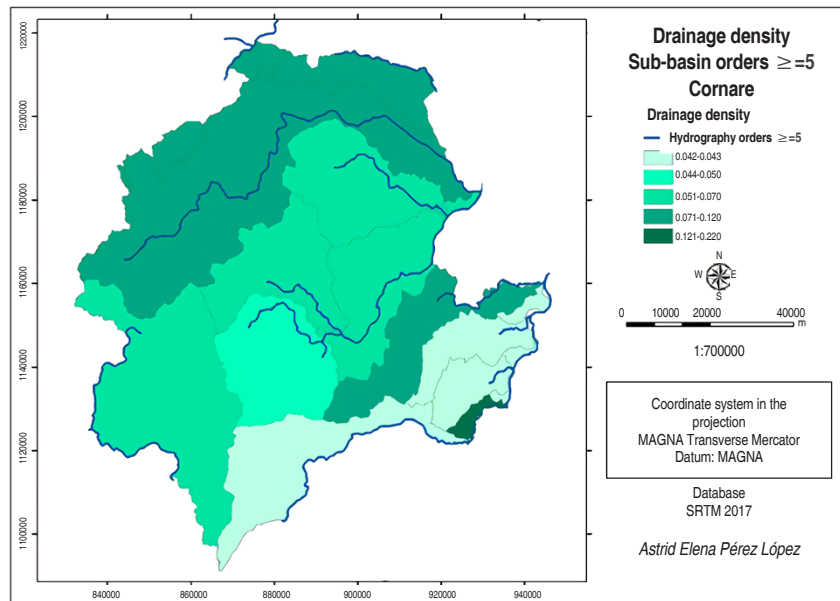 Drainage density
Sub-basin orders ≥=5
Cornare
Drainage density
Hydrography orders ≥=5
0.042-0.043
0.044-0.050
0.051-0.070
0.071-0.120
0.121-0.220
N
W E
S
0 10000 20000 40000
m
1:700000
Coordinate system in the
projection
MAGNA Transverse Mercator
Datum: MAGNA
Database
SRTM 2017
Astrid Elena Pérez López
1220000
1200000
1180000
1160000
1140000
1120000
1100000
840000 860000 880000 900000 920000 940000